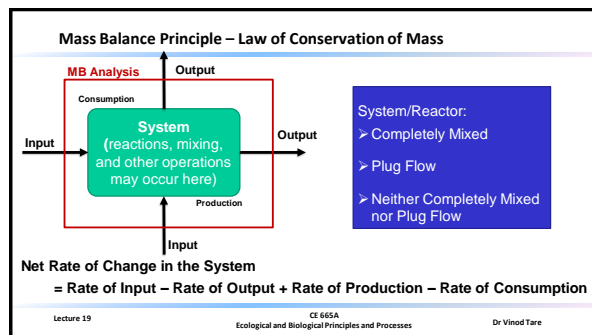 Mass Balance Principle – Law of Conservation of Mass
MB Analysis
Output
Consumption
Input
System
(reactions, mixing,
and other operations
may occur here)
Output
Production
Input
System/Reactor:
➢ Completely Mixed
➢ Plug Flow
➢ Neither Completely Mixed
nor Plug Flow
Net Rate of Change in the System
= Rate of Input – Rate of Output + Rate of Production – Rate of Consumption
Lecture 19
CE 665A
Ecological and Biological Principles and Processes
Dr Vinod Tare